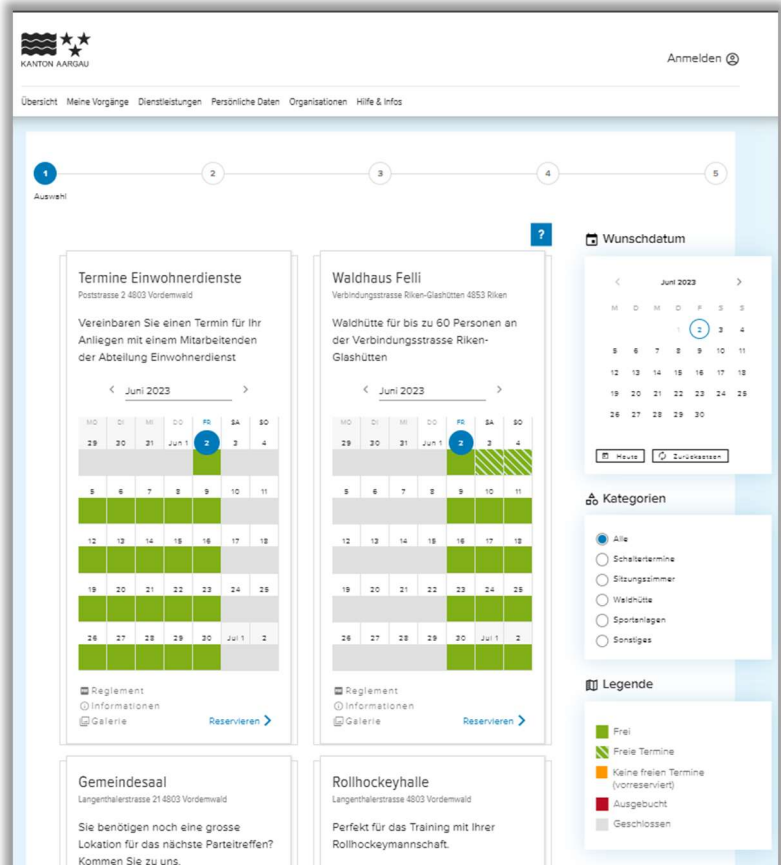 KANTON AARGAU
Anmelden
Übersicht Meine Vorgänge Dienstleistungen Persönliche Daten Organisationen Hilfe & Infos
1 2 3 4 5
Auswahl
?
Termine Einwohnerdienste
Poststrasse 2 4803 Vordemwald
Vereinbaren Sie einen Termin für Ihr
Anliegen mit einem Mitarbeitenden
der Abteilung Einwohnerdienst
< Juni 2023 >
MO DI MI DO FR SA SO
29 30 31 Jun 1 2 3 4
5 6 7 8 9 10 11
12 13 14 15 16 17 18
19 20 21 22 23 24 25
26 27 28 29 30 Jul 1 2
Reglement
Informationen
Galerie
Reservieren >
Waldhaus Felli
Verbindungsstrasse Riken-Glashütten 4853 Riken
Waldhütte für bis zu 60 Personen an
der Verbindungsstrasse Riken-
Glashütten
< Juni 2023 >
MO DI MI DO FR SA SO
29 30 31 Jun 1 2 3 4
5 6 7 8 9 10 11
12 13 14 15 16 17 18
19 20 21 22 23 24 25
26 27 28 29 30 Jul 1 2
Reglement
Informationen
Galerie
Reservieren >
Gemeindesaal
Langenthalerstrasse 21 4803 Vordemwald
Sie benötigen noch eine grosse
Lokation für das nächste Parteitreffen?
Kommen Sie zu uns.
Rollhockeyhalle
Langenthalerstrasse 4803 Vordemwald
Perfekt für das Training mit Ihrer
Rollhockeymannschaft.
Wunschdatum
< Juni 2023 >
M D M D F S S
1 2 3 4
5 6 7 8 9 10 11
12 13 14 15 16 17 18
19 20 21 22 23 24 25
26 27 28 29 30
Heute Zurücksetzen
Kategorien
Alle
Schaltertermine
Sitzungszimmer
Waldhütte
Sportanlagen
Sonstiges
Legende
Frei
Freie Termine
Keine freien Termine
(vorreserviert)
Ausgebucht
Geschlossen